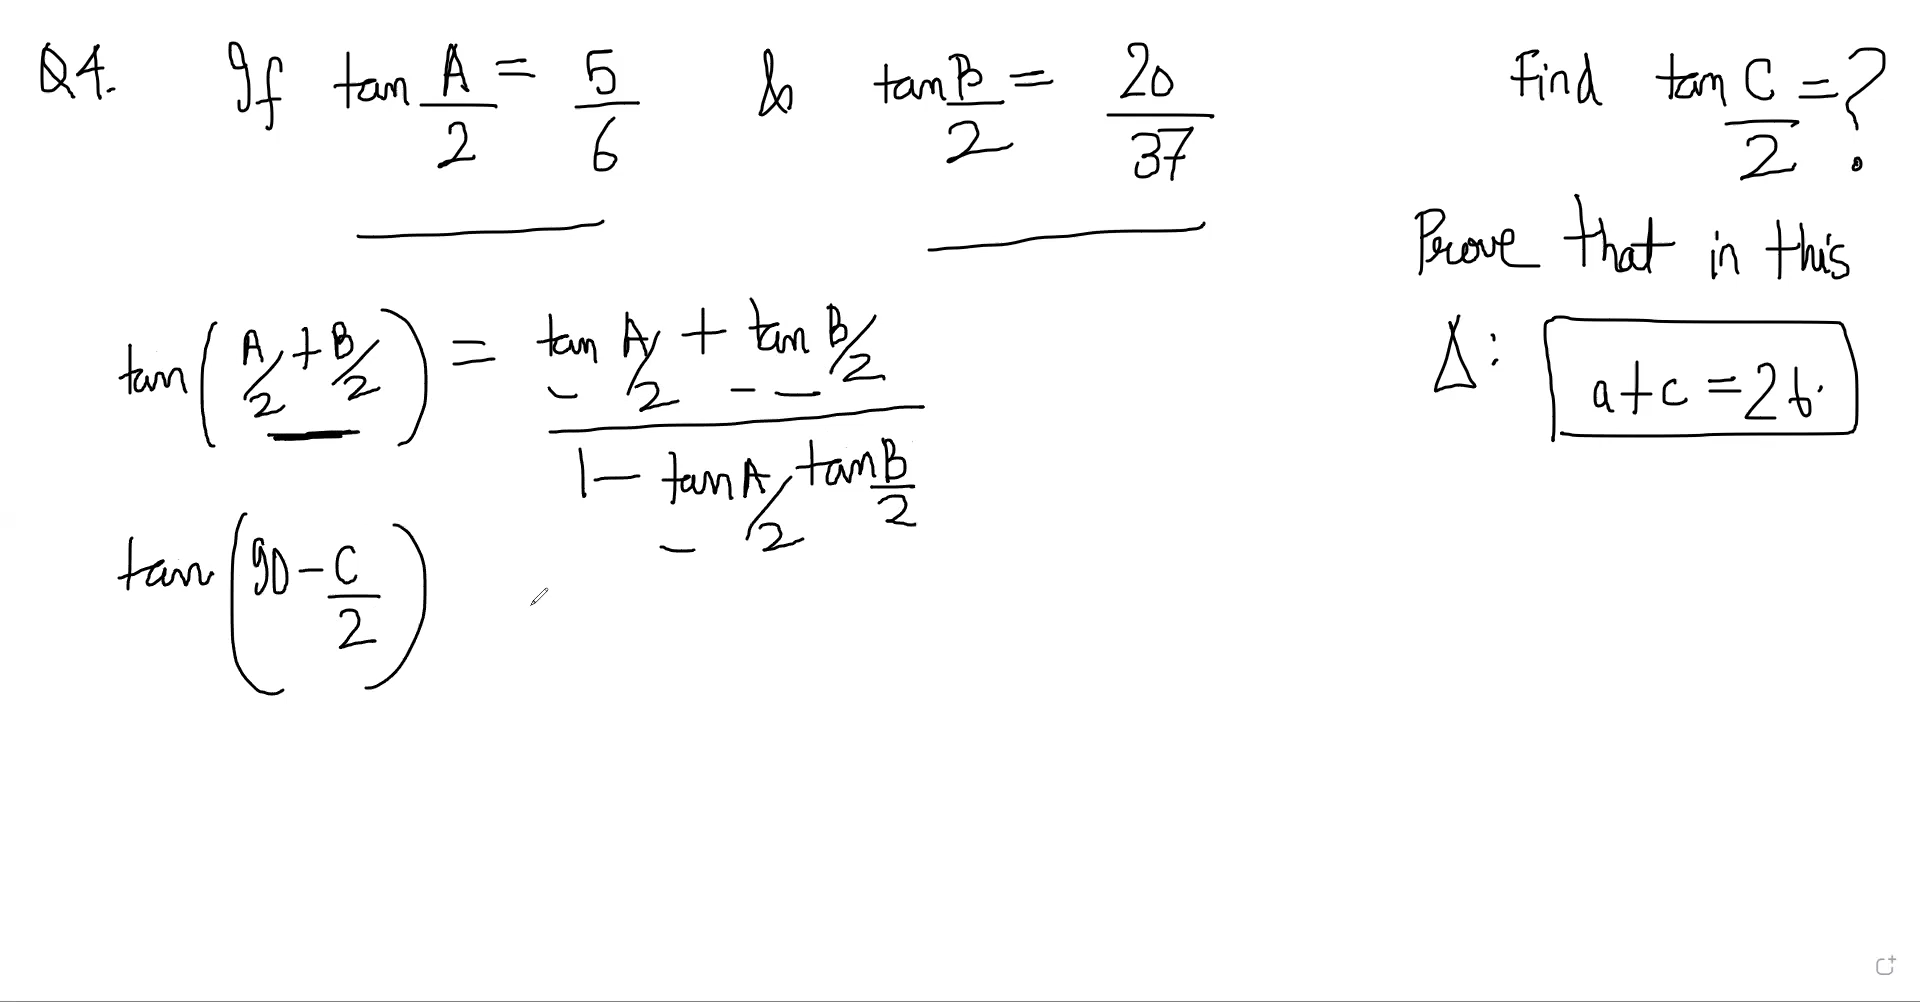 Q4. If tan A/2 = 5/6 & tan B/2 = 20/37 Find tan C/2 = ?
Prove that in this
Δ: a+c = 2b.
tan(A/2 + B/2) = (tan A/2 + tan B/2) / (1 - tan A/2 tan B/2)
tan(90 - C/2)